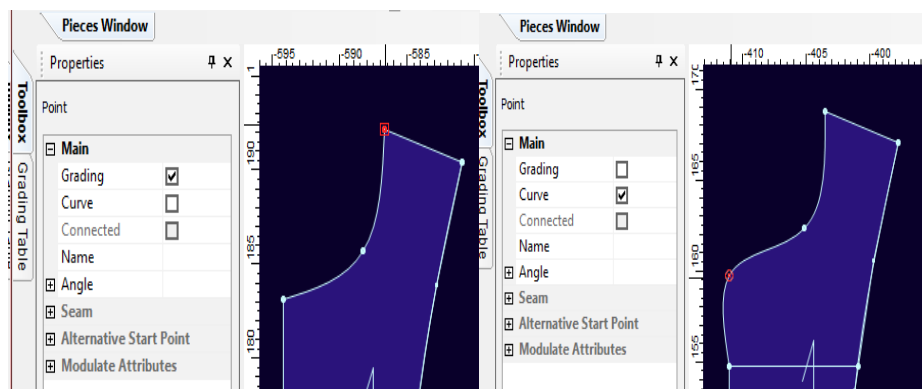 Pieces Window
Properties
Point
Main
Grading
Curve
Connected
Name
Angle
Seam
Alternative Start Point
Modulate Attributes
Toolbox
Grading Table
-595
-590
-585
190
185
180
Pieces Window
Properties
Point
Main
Grading
Curve
Connected
Name
Angle
Seam
Alternative Start Point
Modulate Attributes
Toolbox
Grading Table
-410
-405
-400
170
165
160
155